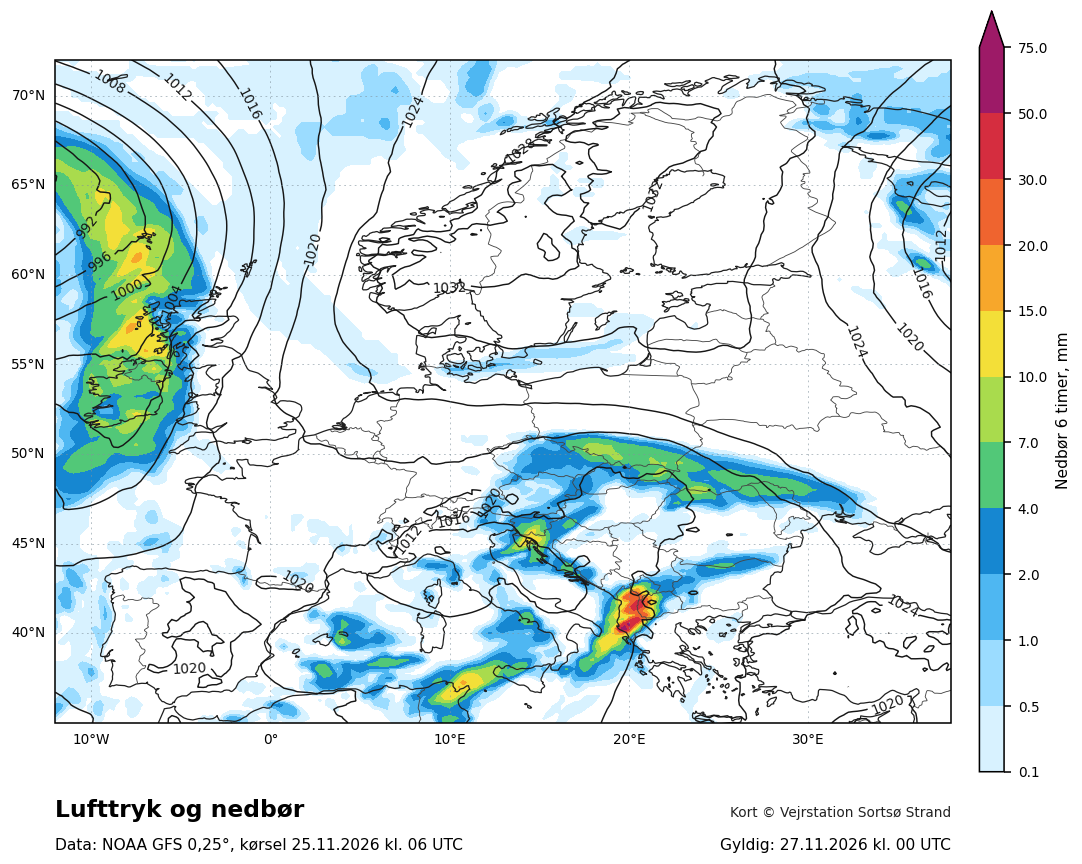 75.0
50.0
30.0
20.0
15.0
10.0
7.0
4.0
2.0
1.0
0.5
0.1
Nedbør 6 timer, mm
70°N
65°N
60°N
55°N
50°N
45°N
40°N
10°W
0°
10°E
20°E
30°E
1008
1012
1016
1024
1028
1032
1020
992
996
1000
1004
1032
1012
1016
1020
1024
1020
1016
1012
1020
1020
1024
1020
Lufttryk og nedbør
Kort © Vejrstation Sortsø Strand
Data: NOAA GFS 0,25°, kørsel 25.11.2026 kl. 06 UTC
Gyldig: 27.11.2026 kl. 00 UTC